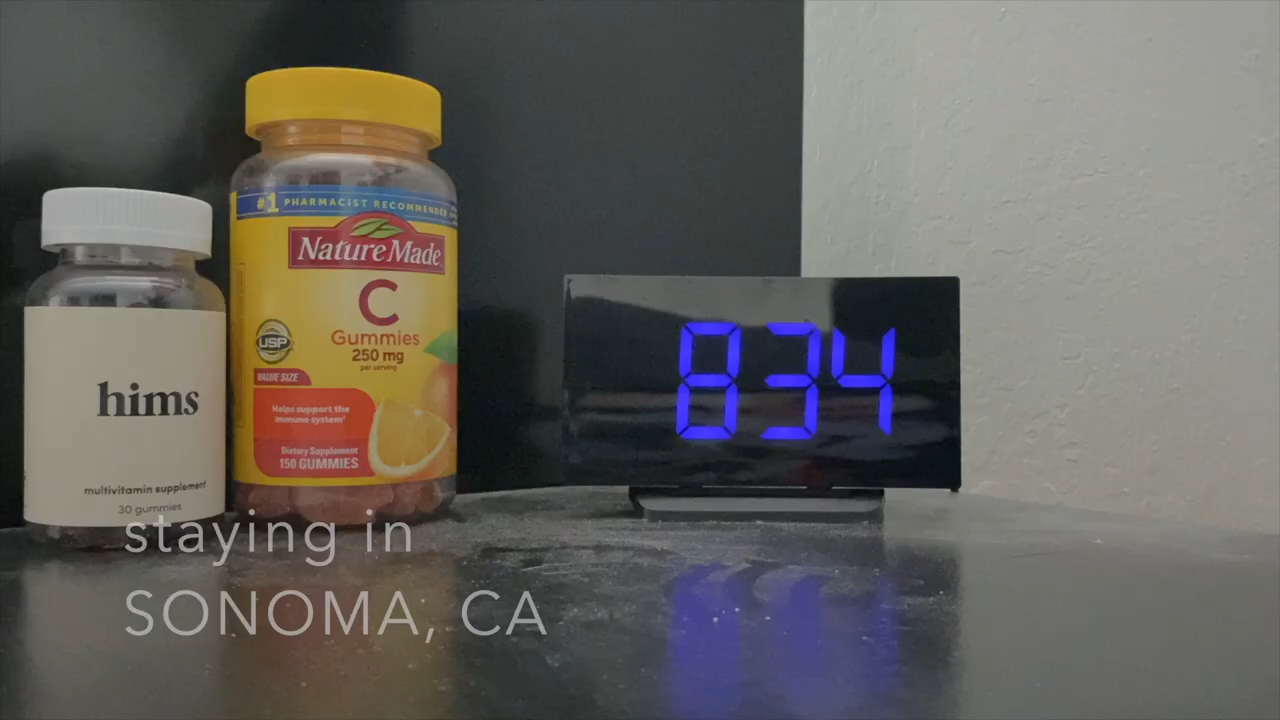 hims
multivitamin supplement
30 gummies
#1 PHARMACIST RECOMMENDED
Nature Made
C
Gummies
250 mg
per serving
USP
VALUE SIZE
Helps support the
immune system†
Dietary Supplement
150 GUMMIES
834
staying in
SONOMA, CA